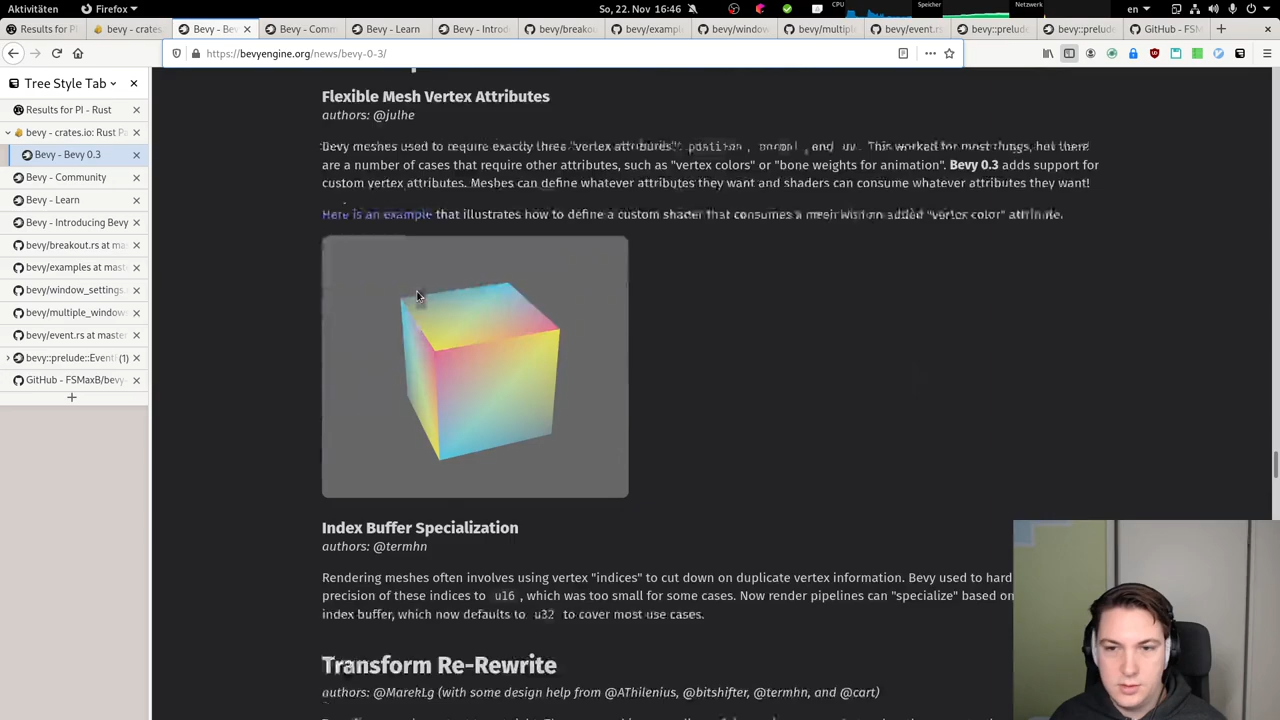 Aktivitäten
Firefox
So, 22. Nov 16:46
CPU
Speicher
Netzwerk
en
Results for PI
bevy - crates.
Bevy - Bev
Bevy - Comm
Bevy - Learn
Bevy - Introd
bevy/breakou
bevy/example
bevy/window
bevy/multiple
bevy/event.rs
bevy::prelude
bevy::prelude
GitHub - FSM
https://bevyengine.org/news/bevy-0-3/
Tree Style Tab
Results for PI - Rust
bevy - crates.io: Rust Pa
Bevy - Bevy 0.3
Bevy - Community
Bevy - Learn
Bevy - Introducing Bevy
bevy/breakout.rs at mas
bevy/examples at mast
bevy/window_settings.
bevy/multiple_window
bevy/event.rs at master
bevy::prelude::Event (1)
GitHub - FSMaxB/bevy-
Flexible Mesh Vertex Attributes
authors: @julhe
Bevy meshes used to require exactly three "vertex attributes": position, normal, and uv. This worked for most things, but there
are a number of cases that require other attributes, such as "vertex colors" or "bone weights for animation". Bevy 0.3 adds support for
custom vertex attributes. Meshes can define whatever attributes they want and shaders can consume whatever attributes they want!
Here is an example that illustrates how to define a custom shader that consumes a mesh with an added "vertex color" attribute.
Index Buffer Specialization
authors: @termhn
Rendering meshes often involves using vertex "indices" to cut down on duplicate vertex information. Bevy used to hard
precision of these indices to u16, which was too small for some cases. Now render pipelines can "specialize" based on
index buffer, which now defaults to u32 to cover most use cases.
Transform Re-Rewrite
authors: @MarekLg (with some design help from @AThilenius, @bitshifter, @termhn, and @cart)